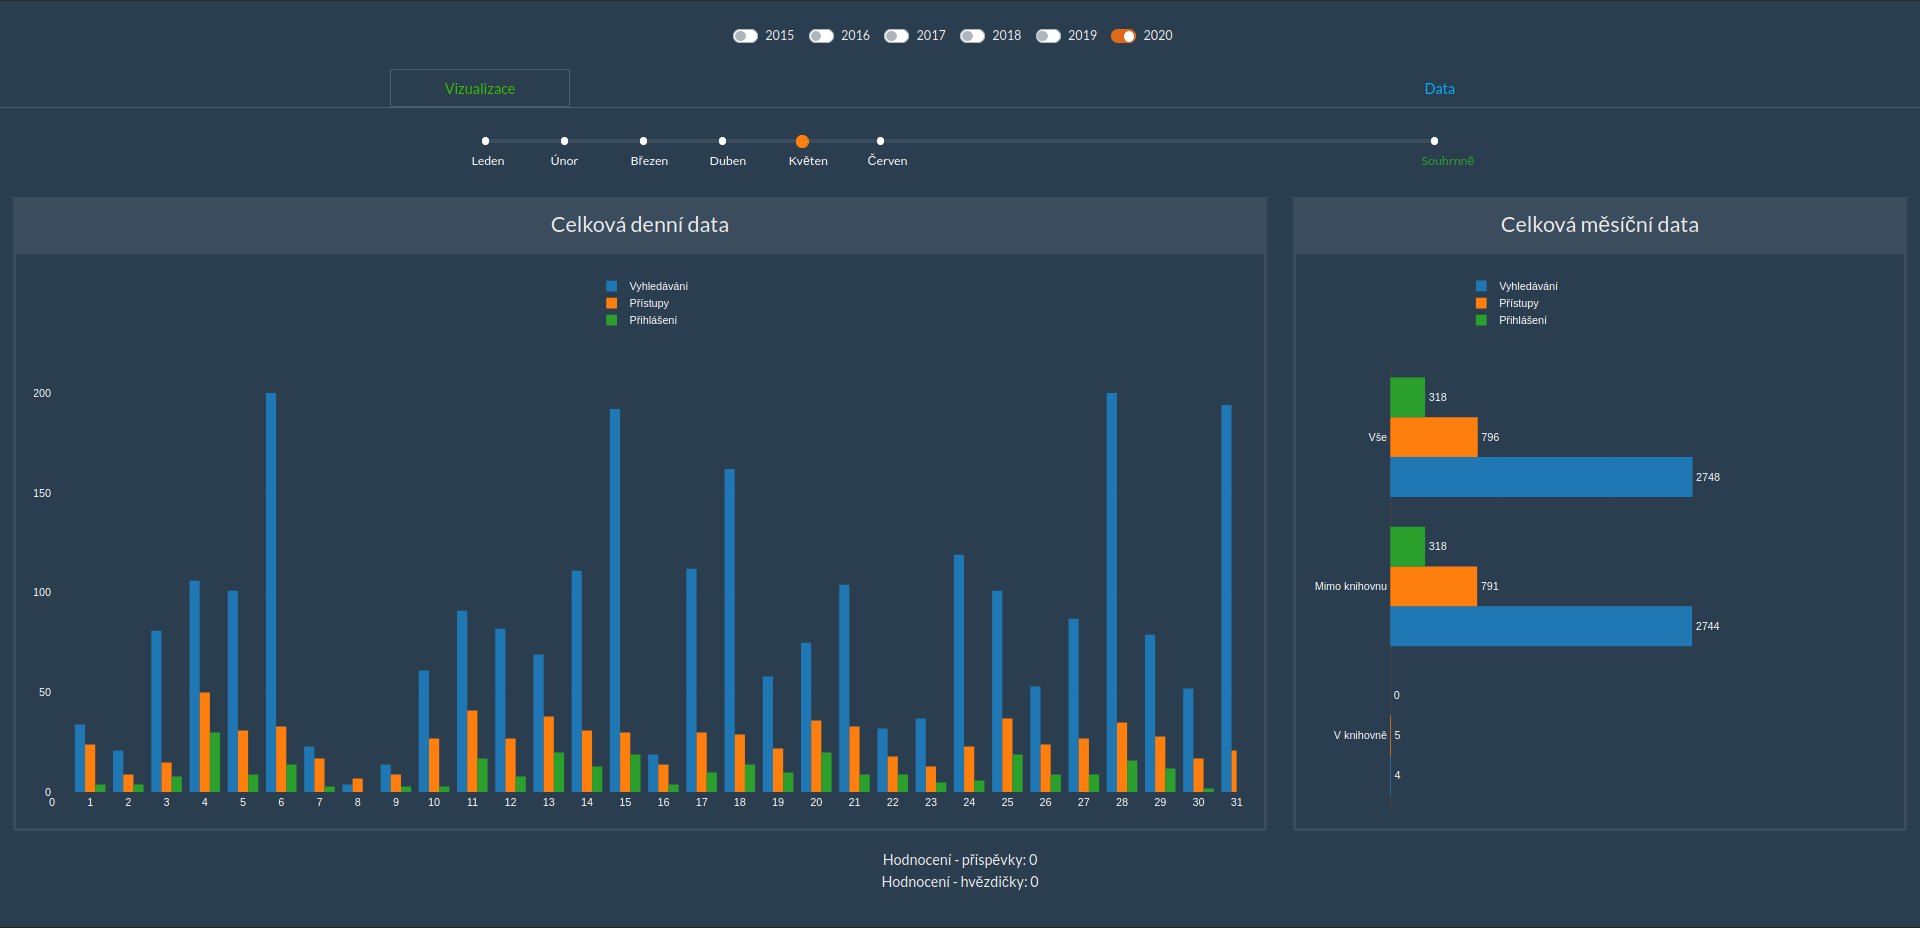 2015 2016 2017 2018 2019 2020
Vizualizace Data
Leden Únor Březen Duben Květen Červen Souhrnně
Celková denní data
Vyhledávání
Přístupy
Přihlášení
200
150
100
50
0
0 1 2 3 4 5 6 7 8 9 10 11 12 13 14 15 16 17 18 19 20 21 22 23 24 25 26 27 28 29 30 31
Celková měsíční data
Vyhledávání
Přístupy
Přihlášení
318
Vše 796
2748
318
Mimo knihovnu 791
2744
0
V knihovně 5
4
Hodnocení - příspěvky: 0
Hodnocení - hvězdičky: 0